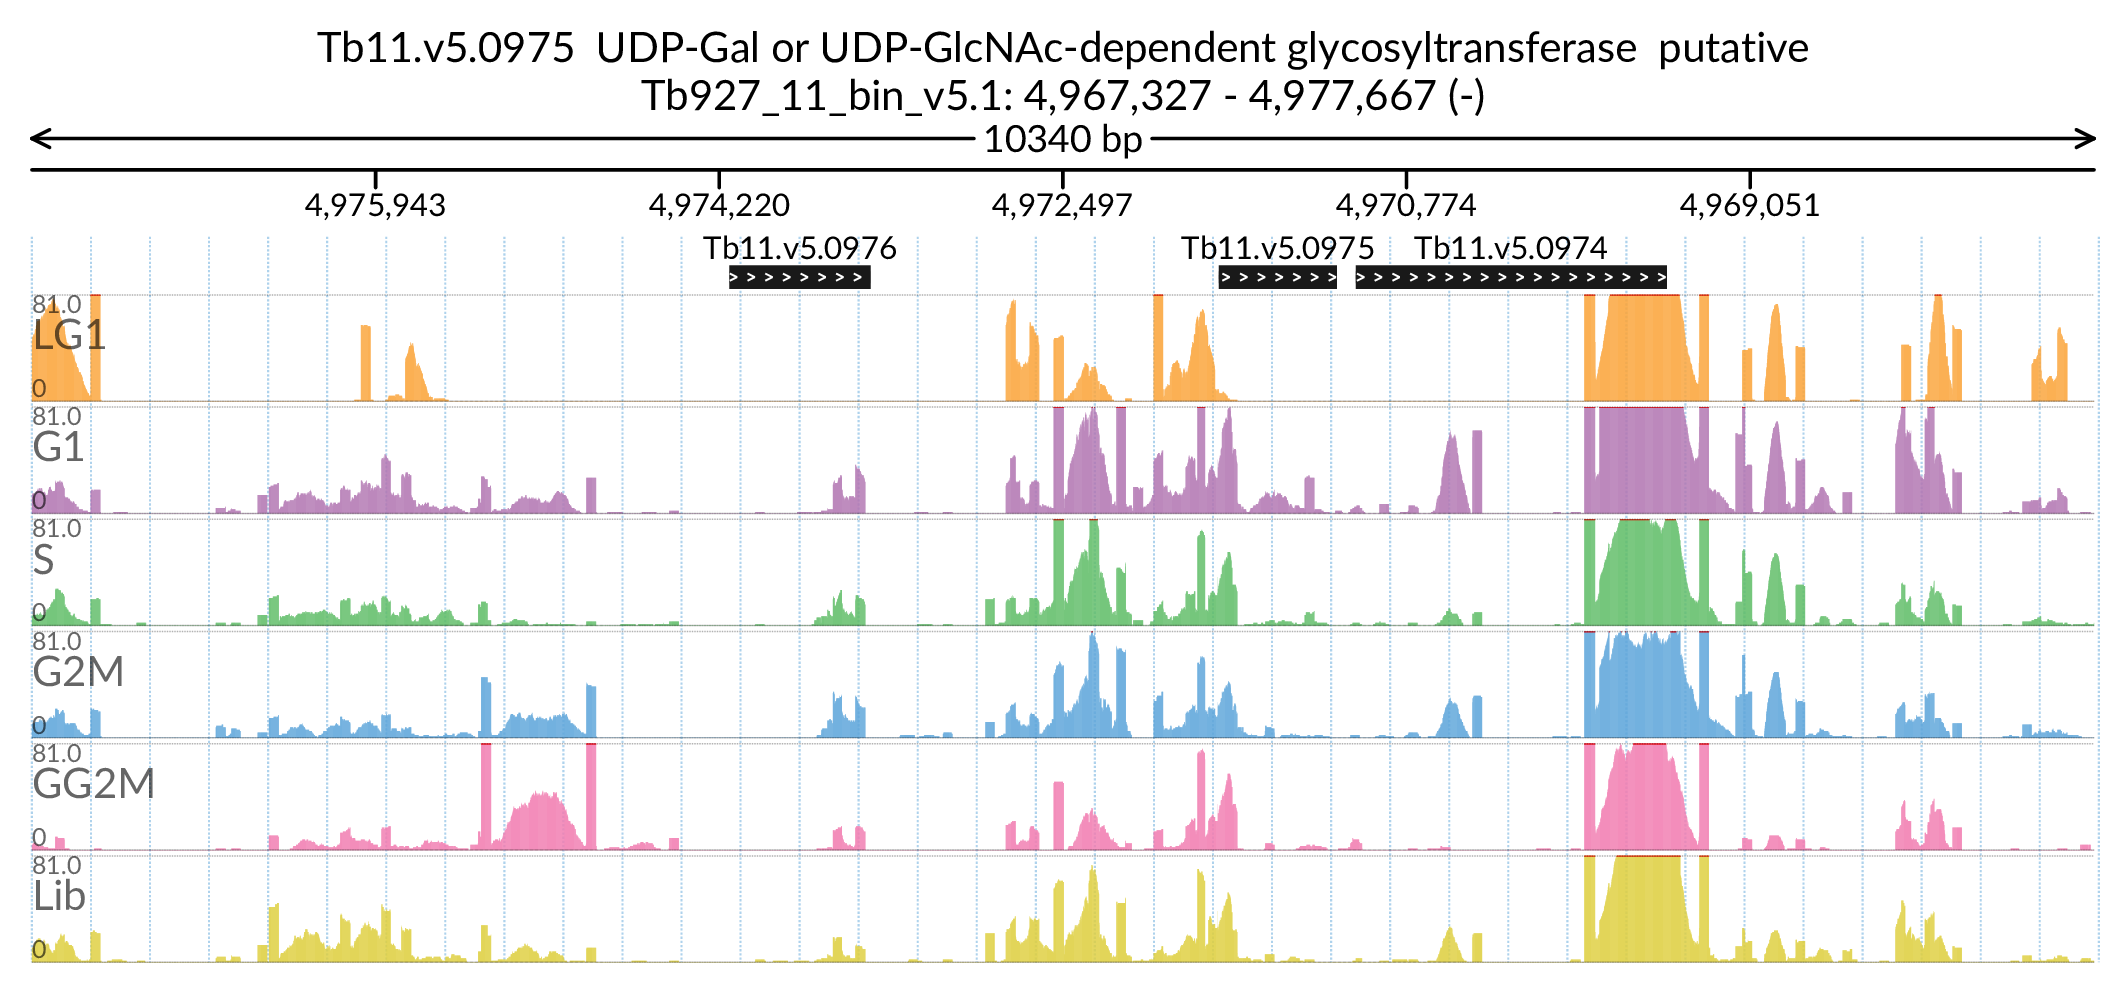 Tb11.v5.0975  UDP-Gal or UDP-GlcNAc-dependent glycosyltransferase  putative
Tb927_11_bin_v5.1: 4,967,327 - 4,977,667 (-)
10340 bp
4,975,943 4,974,220 4,972,497 4,970,774 4,969,051
Tb11.v5.0976 Tb11.v5.0975 Tb11.v5.0974
81.0
LG1
0
81.0
G1
0
81.0
S
0
81.0
G2M
0
81.0
GG2M
0
81.0
Lib
0